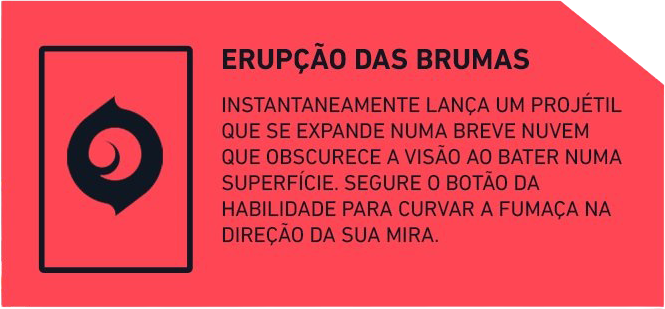 ERUPÇÃO DAS BRUMAS
INSTANTANEAMENTE LANÇA UM PROJÉTIL
QUE SE EXPANDE NUMA BREVE NUVEM
QUE OBSCURECE A VISÃO AO BATER NUMA
SUPERFÍCIE. SEGURE O BOTÃO DA
HABILIDADE PARA CURVAR A FUMAÇA NA
DIREÇÃO DA SUA MIRA.